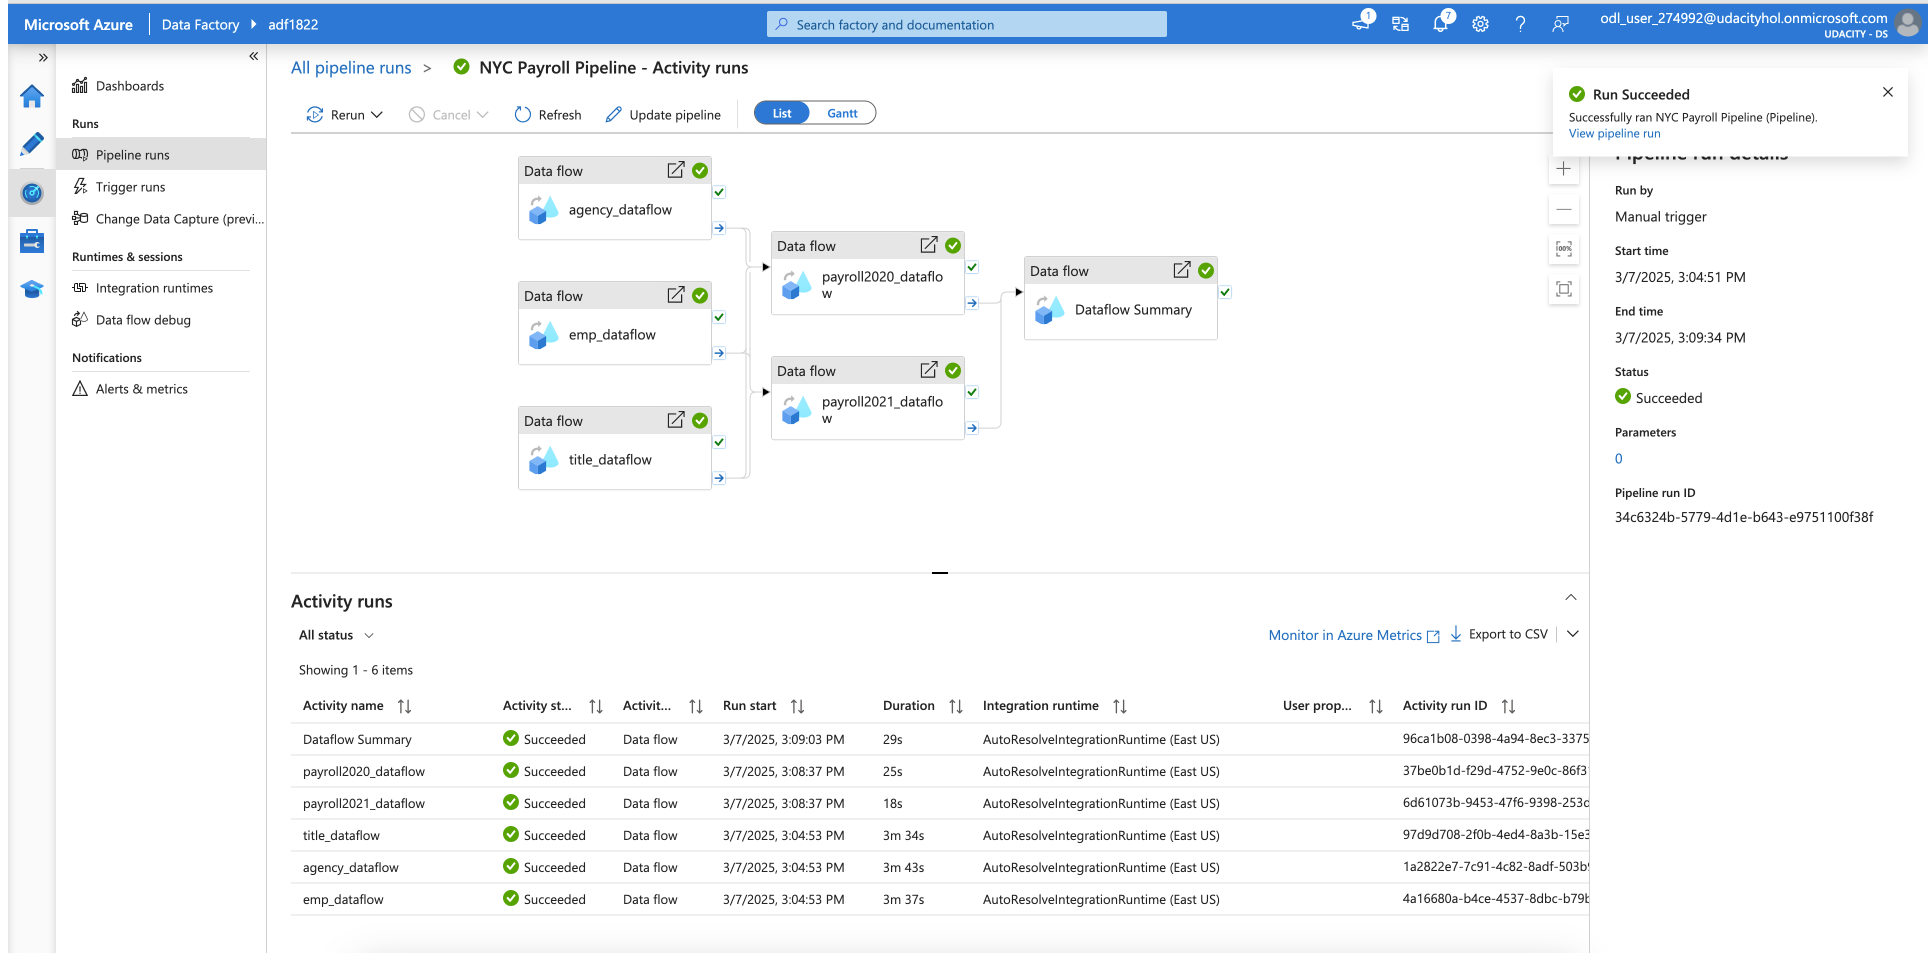 Microsoft Azure
Data Factory
adf1822
Search factory and documentation
1
7
odl_user_274992@udacityhol.onmicrosoft.com
UDACITY - DS
Dashboards
Runs
Pipeline runs
Trigger runs
Change Data Capture (previ...
Runtimes & sessions
Integration runtimes
Data flow debug
Notifications
Alerts & metrics
All pipeline runs > NYC Payroll Pipeline - Activity runs
Rerun
Cancel
Refresh
Update pipeline
List
Gantt
Run Succeeded
Successfully ran NYC Payroll Pipeline (Pipeline).
View pipeline run
Data flow
agency_dataflow
Data flow
emp_dataflow
Data flow
title_dataflow
Data flow
payroll2020_dataflo
w
Data flow
payroll2021_dataflo
w
Data flow
Dataflow Summary
100%
Pipeline run details
Run by
Manual trigger
Start time
3/7/2025, 3:04:51 PM
End time
3/7/2025, 3:09:34 PM
Status
Succeeded
Parameters
0
Pipeline run ID
34c6324b-5779-4d1e-b643-e9751100f38f
Activity runs
All status
Monitor in Azure Metrics
Export to CSV
Showing 1 - 6 items
Activity name Activity st... Activit... Run start Duration Integration runtime User prop... Activity run ID
Dataflow Summary Succeeded Data flow 3/7/2025, 3:09:03 PM 29s AutoResolveIntegrationRuntime (East US) 96ca1b08-0398-4a94-8ec3-3375
payroll2020_dataflow Succeeded Data flow 3/7/2025, 3:08:37 PM 25s AutoResolveIntegrationRuntime (East US) 37be0b1d-f29d-4752-9e0c-86f3
payroll2021_dataflow Succeeded Data flow 3/7/2025, 3:08:37 PM 18s AutoResolveIntegrationRuntime (East US) 6d61073b-9453-47f6-9398-253d
title_dataflow Succeeded Data flow 3/7/2025, 3:04:53 PM 3m 34s AutoResolveIntegrationRuntime (East US) 97d9d708-2f0b-4ed4-8a3b-15e3
agency_dataflow Succeeded Data flow 3/7/2025, 3:04:53 PM 3m 43s AutoResolveIntegrationRuntime (East US) 1a2822e7-7c91-4c82-8adf-503b9
emp_dataflow Succeeded Data flow 3/7/2025, 3:04:53 PM 3m 37s AutoResolveIntegrationRuntime (East US) 4a16680a-b4ce-4537-8dbc-b79b